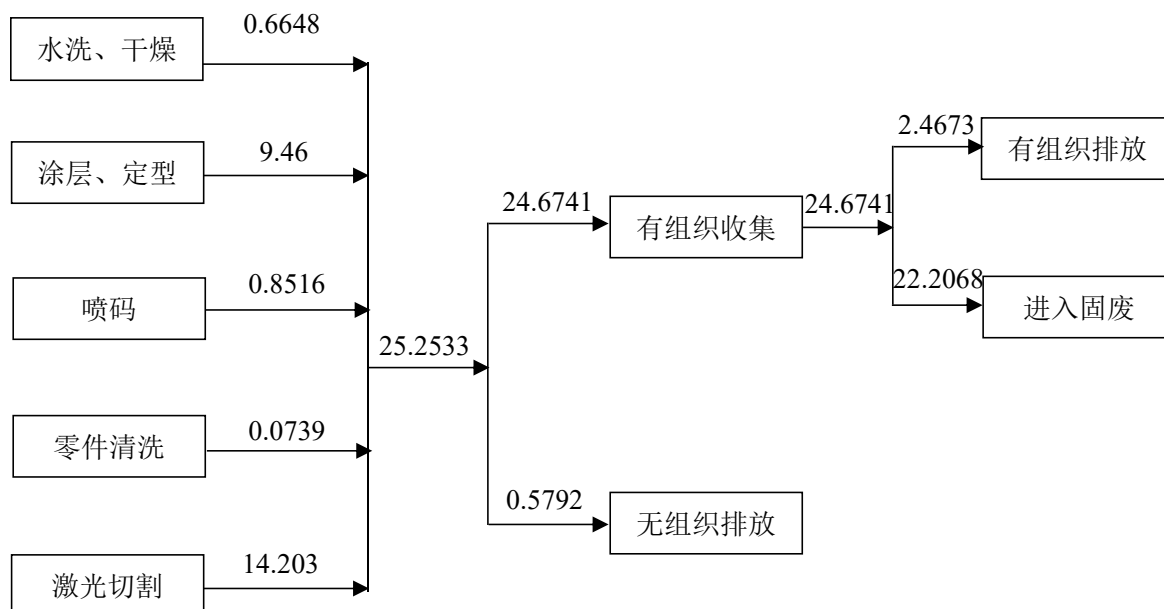 0.6648
水洗、干燥
9.46
涂层、定型
0.8516
喷码
0.0739
零件清洗
14.203
激光切割
25.2533
24.6741
有组织收集
24.6741
0.5792
无组织排放
2.4673
有组织排放
22.2068
进入固废